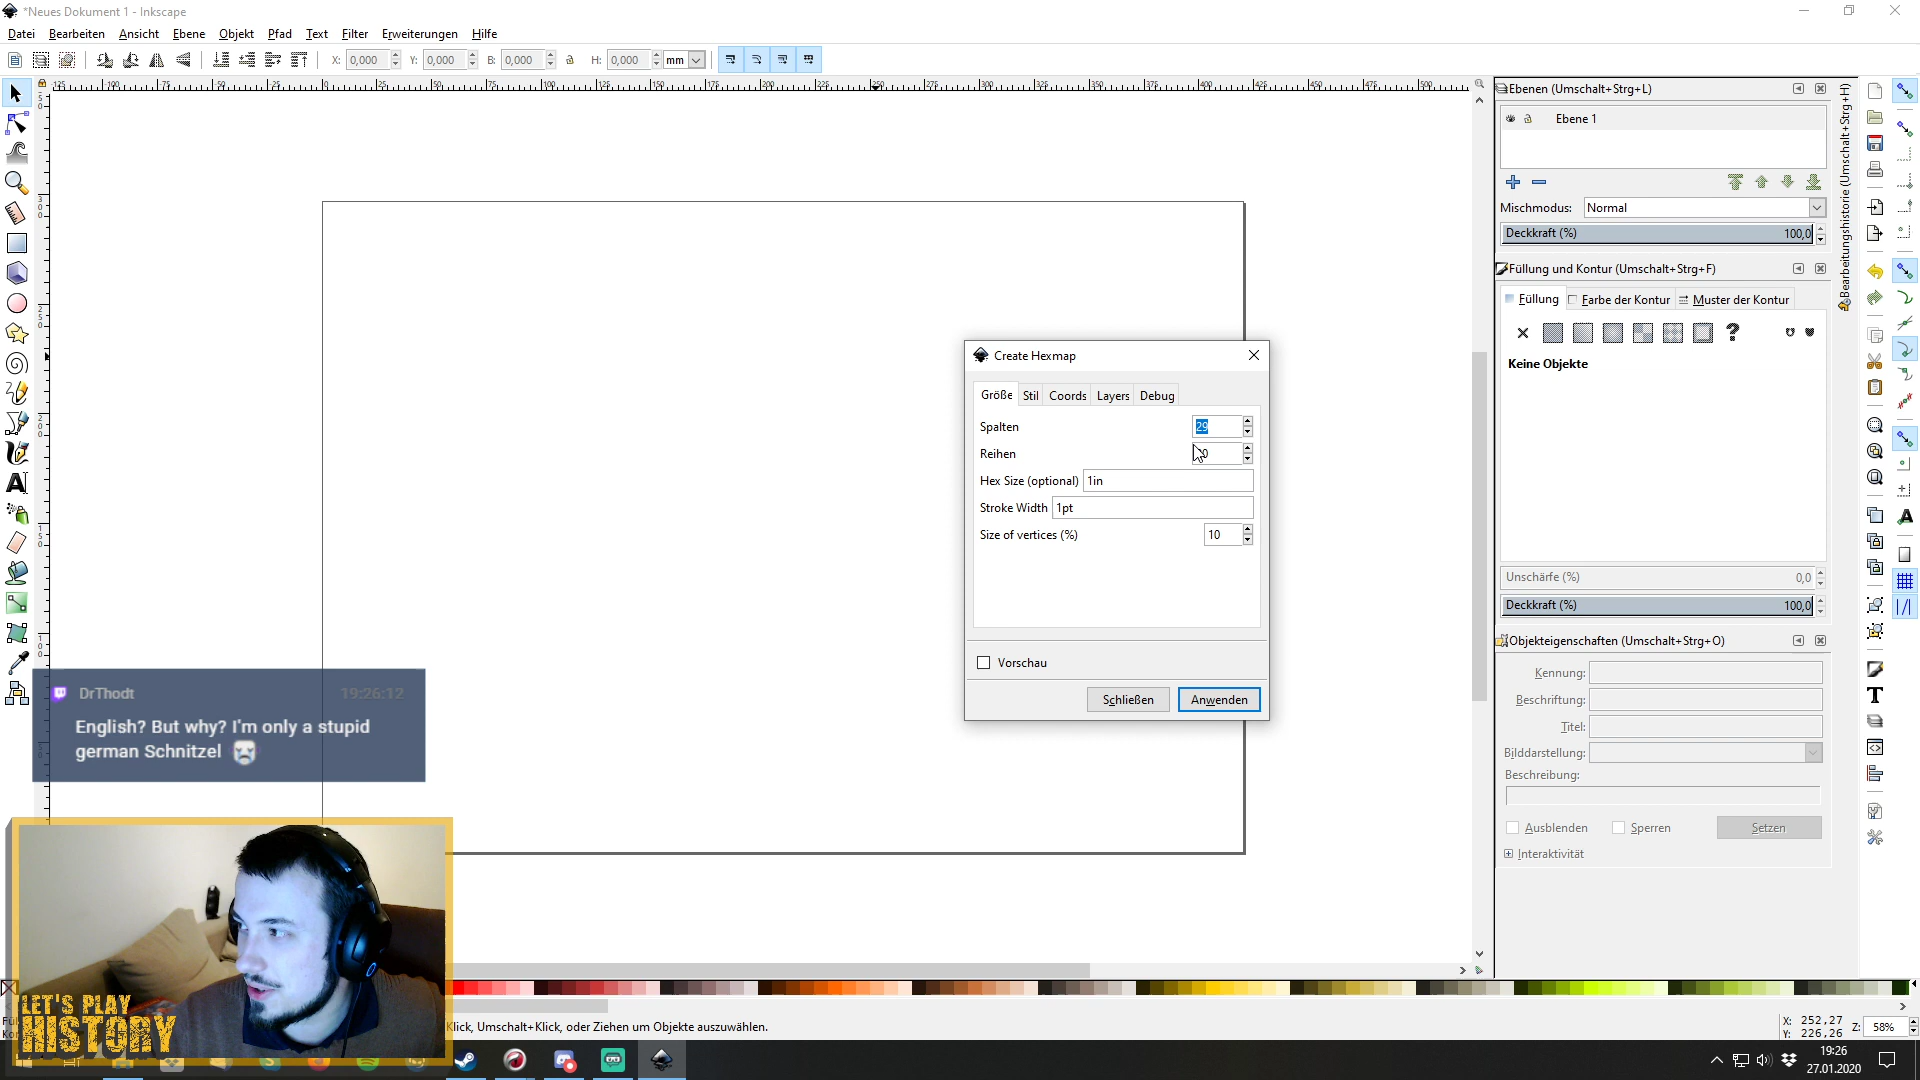 *Neues Dokument 1 - Inkscape
Datei Bearbeiten Ansicht Ebene Objekt Pfad Text Filter Erweiterungen Hilfe
X: 0,000 Y: 0,000 B: 0,000 H: 0,000 mm
Ebenen (Umschalt+Strg+L)
Ebene 1
Mischmodus: Normal
Deckkraft (%) 100,0
Bearbeitungshistorie (Umschalt+Strg+H)
Füllung und Kontur (Umschalt+Strg+F)
Füllung Farbe der Kontur Muster der Kontur
Keine Objekte
Unschärfe (%) 0,0
Deckkraft (%) 100,0
Objekteigenschaften (Umschalt+Strg+O)
Kennung:
Beschriftung:
Titel:
Bilddarstellung:
Beschreibung:
Ausblenden Sperren Setzen
Interaktivität
Create Hexmap
Größe Stil Coords Layers Debug
Spalten 29
Reihen
Hex Size (optional) 1in
Stroke Width 1pt
Size of vertices (%) 10
Vorschau
Schließen Anwenden
DrThodt 19:26:12
English? But why? I'm only a stupid
german Schnitzel
LET'S PLAY
HISTORY
Klick, Umschalt+Klick, oder Ziehen um Objekte auszuwählen.
X: 252,27
Y: 226,26
Z: 58%
19:26
27.01.2020